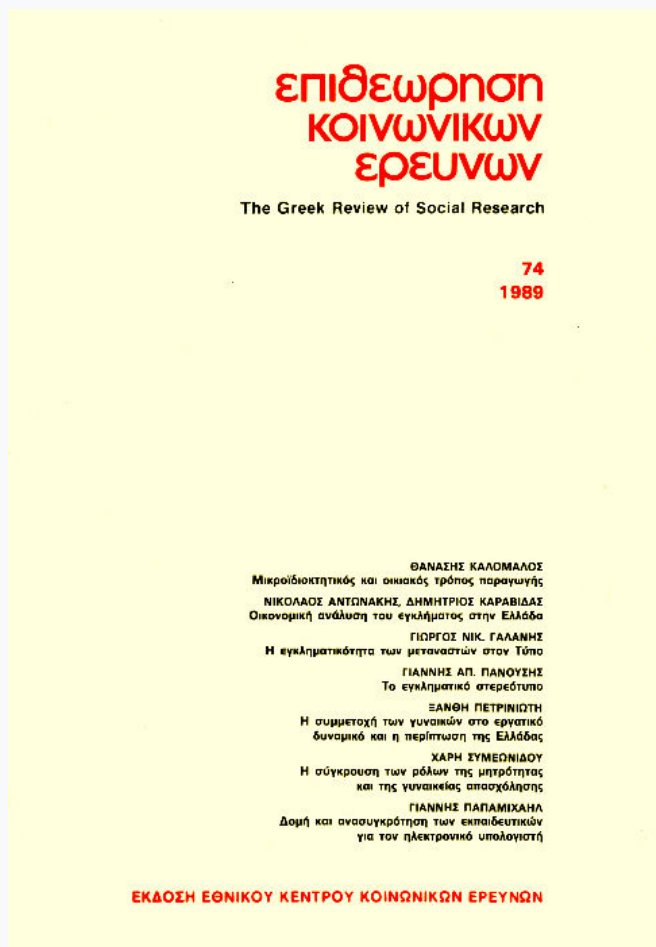 επιθεωρηση
κοινωνικων
ερευνων
The Greek Review of Social Research
74
1989
ΘΑΝΑΣΗΣ ΚΑΛΟΜΑΛΟΣ
Μικροϊδιοκτητικός και οικιακός τρόπος παραγωγής
ΝΙΚΟΛΑΟΣ ΑΝΤΩΝΑΚΗΣ, ΔΗΜΗΤΡΙΟΣ ΚΑΡΑΒΙΔΑΣ
Οικονομική ανάλυση του εγκλήματος στην Ελλάδα
ΓΙΩΡΓΟΣ ΝΙΚ. ΓΑΛΑΝΗΣ
Η εγκληματικότητα των μεταναστών στον Τύπο
ΓΙΑΝΝΗΣ ΑΠ. ΠΑΝΟΥΣΗΣ
Το εγκληματικό στερεότυπο
ΞΑΝΘΗ ΠΕΤΡΙΝΙΩΤΗ
Η συμμετοχή των γυναικών στο εργατικό
δυναμικό και η περίπτωση της Ελλάδας
ΧΑΡΗ ΣΥΜΕΩΝΙΔΟΥ
Η σύγκρουση των ρόλων της μητρότητας
και της γυναικείας απασχόλησης
ΓΙΑΝΝΗΣ ΠΑΠΑΜΙΧΑΗΛ
Δομή και ανασυγκρότηση των εκπαιδευτικών
για τον ηλεκτρονικό υπολογιστή
ΕΚΔΟΣΗ ΕΘΝΙΚΟΥ ΚΕΝΤΡΟΥ ΚΟΙΝΩΝΙΚΩΝ ΕΡΕΥΝΩΝ